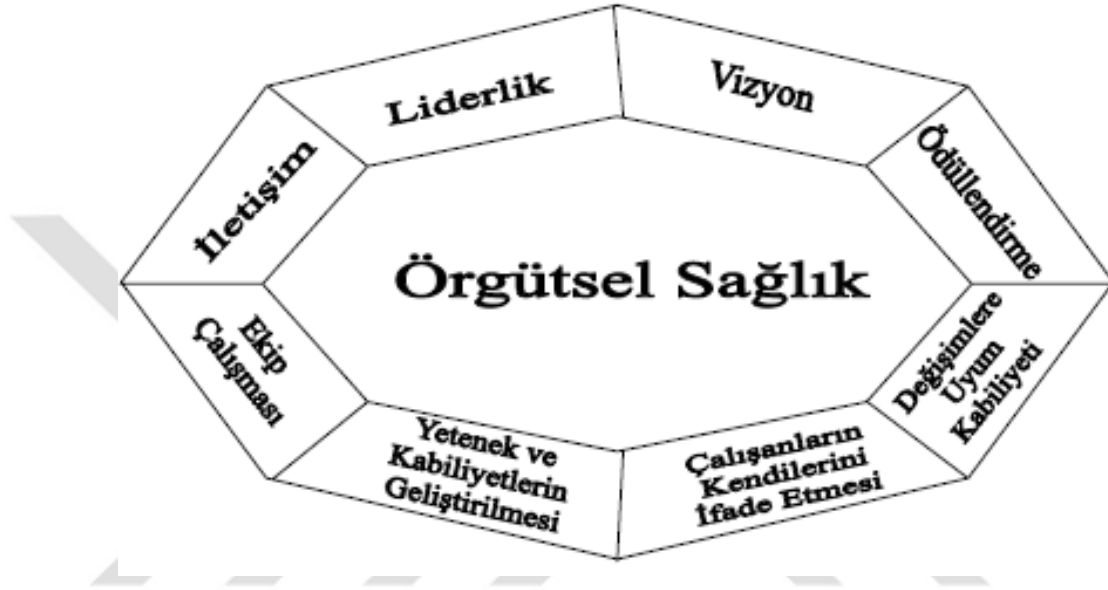 Liderlik
Vizyon
İletişim
Ödüllendirme
Örgütsel Sağlık
Ekip
Çalışması
Değişimlere
Uyum
Kabiliyeti
Yetenek ve
Kabiliyetlerin
Geliştirilmesi
Çalışanların
Kendilerini
İfade Etmesi